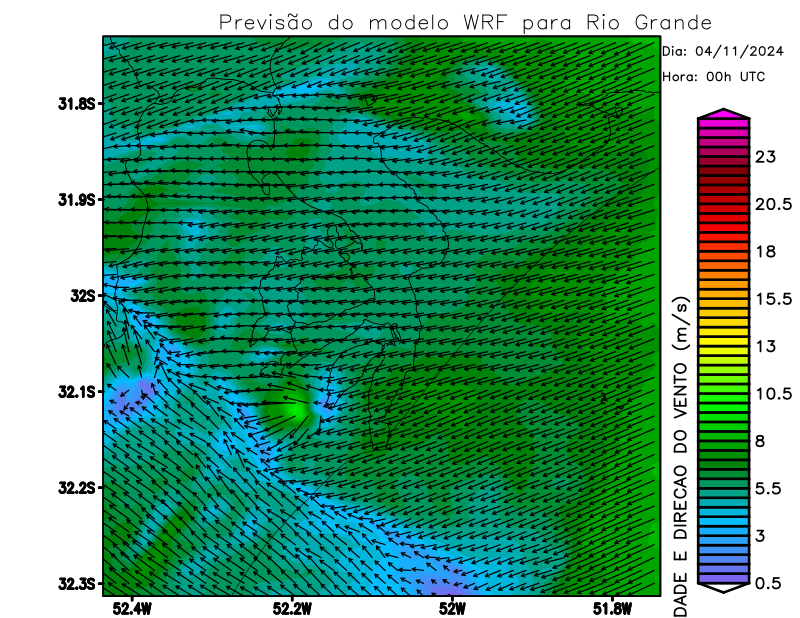 Previsão do modelo WRF para Rio Grande
Dia: 04/11/2024
Hora: 00h UTC
31.8S
31.9S
32S
32.1S
32.2S
32.3S
52.4W
52.2W
52W
51.8W
23
20.5
18
15.5
13
10.5
8
5.5
3
0.5
DADE E DIRECAO DO VENTO (m/s)